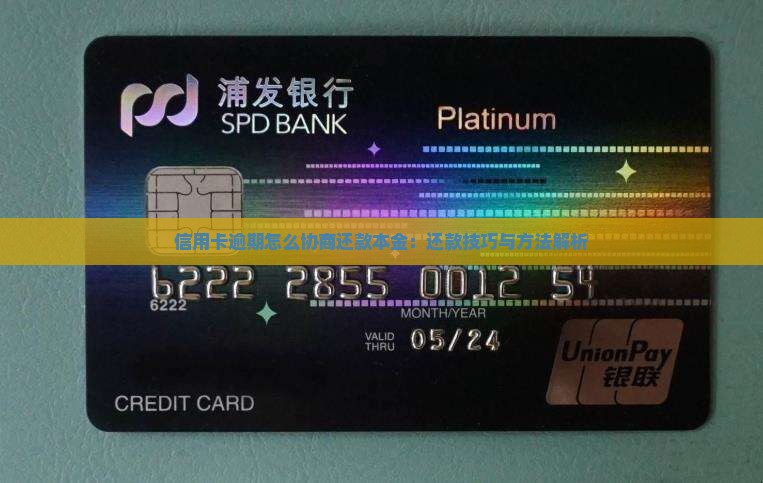 浦发银行
SPD BANK
Platinum
信用卡逾期怎么协商还款本金：还款技巧与方法解析
6222 2855 0012 54
6222
MONTH/YEAR
VALID THRU 05/24
UnionPay
银联
CREDIT CARD